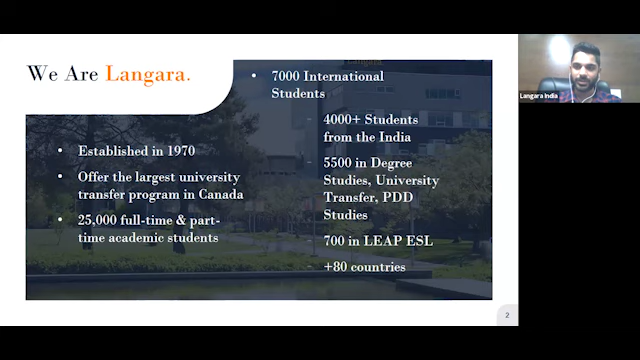 We Are Langara.
• Established in 1970
• Offer the largest university
transfer program in Canada
• 25,000 full-time & part-
time academic students
• 7000 International
Students
– 4000+ Students
from the India
– 5500 in Degree
Studies, University
Transfer, PDD
Studies
– 700 in LEAP ESL
– +80 countries
Langara.
2
Langara India